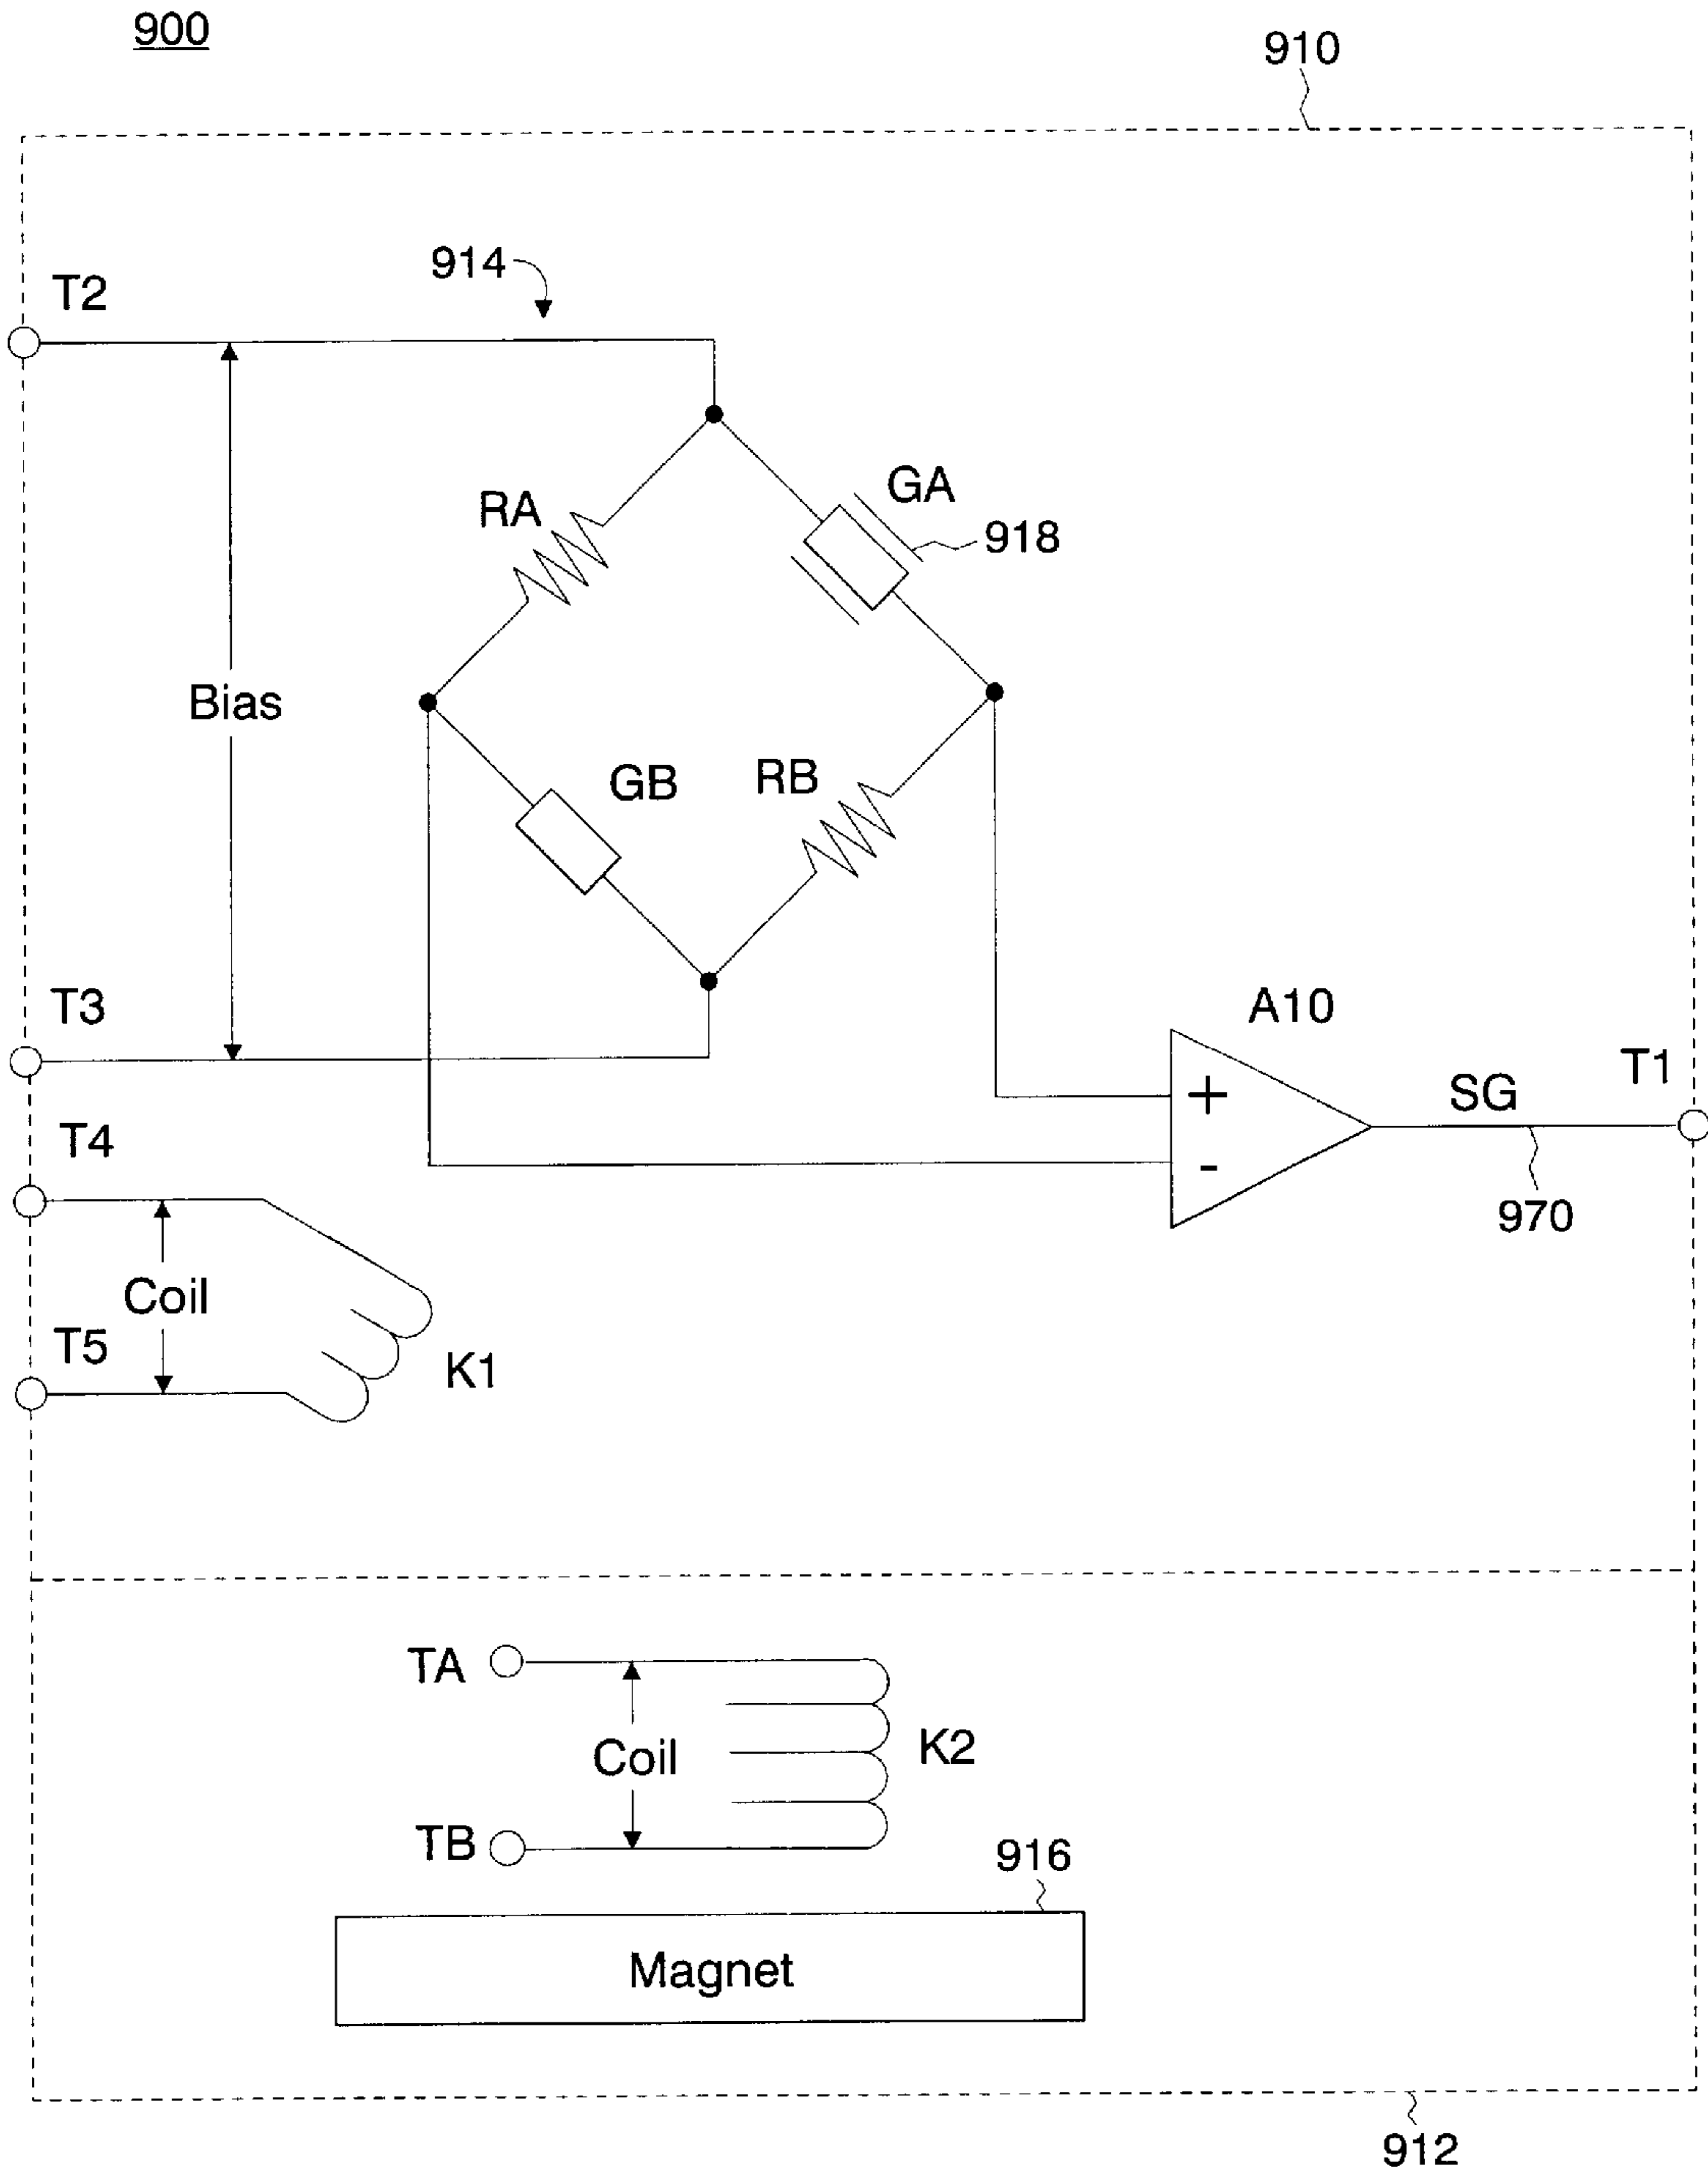 900
910
914
T2
GA
RA
918
Bias
GB
RB
T3
A10
T1
SG
+
-
T4
970
Coil
T5
K1
TA
K2
Coil
TB
916
Magnet
912